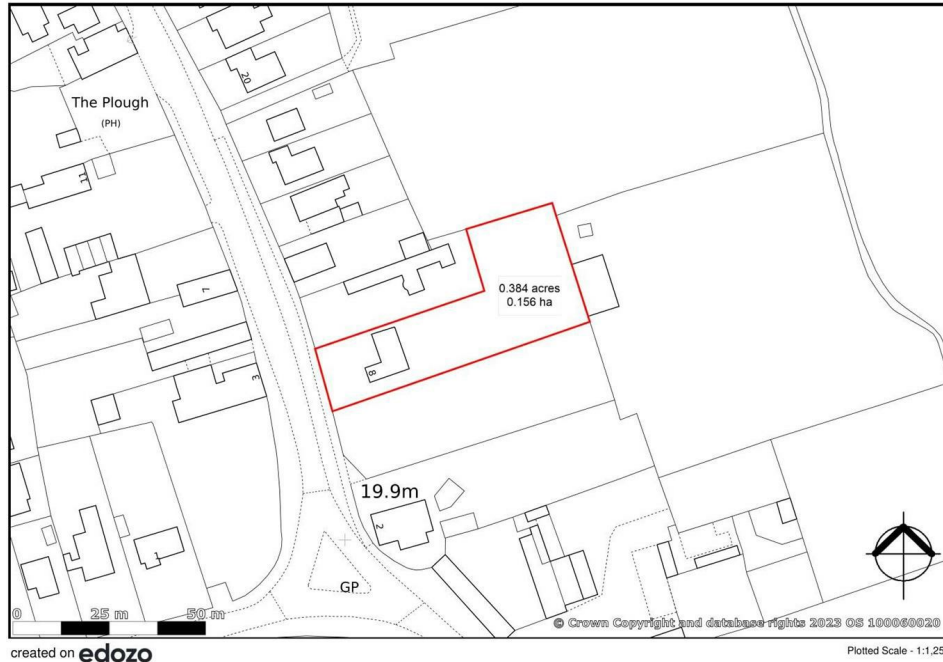 20
The Plough
(PH)
11
0.384 acres
0.156 ha
7
8
3
19.9m
2
1
GP
0 25 m 50 m
© Crown Copyright and database rights 2023 OS 100060020
created on edozo
Plotted Scale - 1:1,25